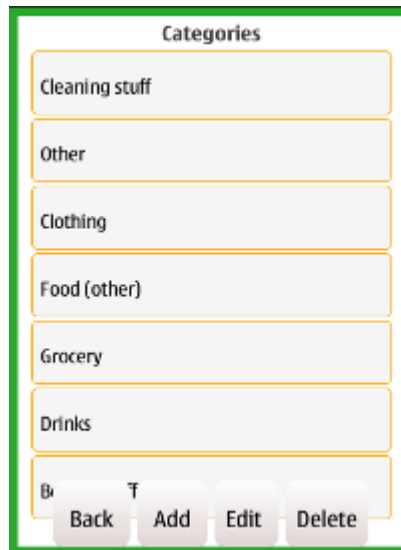 Categories
Cleaning stuff
Other
Clothing
Food (other)
Grocery
Drinks
Back Add Edit Delete